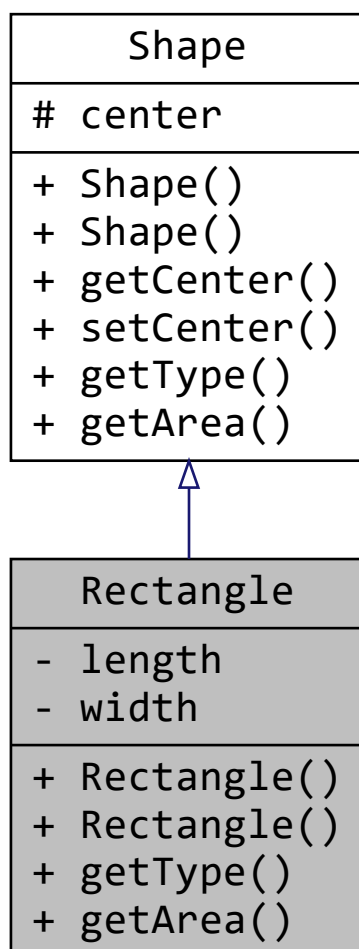 Shape
# center
+ Shape()
+ Shape()
+ getCenter()
+ setCenter()
+ getType()
+ getArea()
Rectangle
- length
- width
+ Rectangle()
+ Rectangle()
+ getType()
+ getArea()